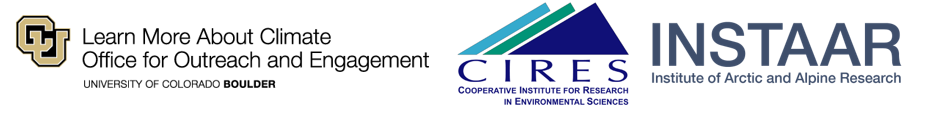 CU
Learn More About Climate
Office for Outreach and Engagement
UNIVERSITY OF COLORADO BOULDER
CIRES
COOPERATIVE INSTITUTE FOR RESEARCH
IN ENVIRONMENTAL SCIENCES
INSTAAR
Institute of Arctic and Alpine Research